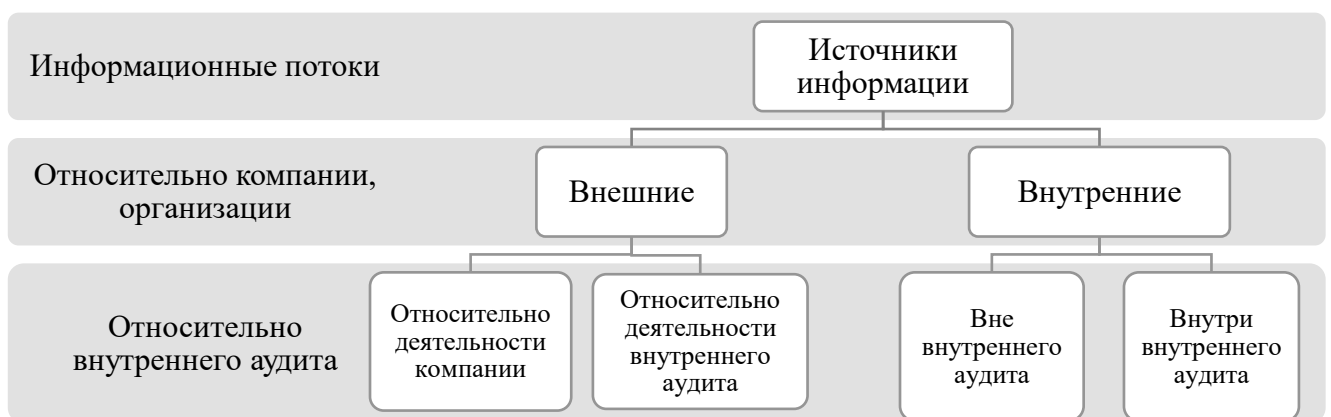 Информационные потоки
Источники
информации
Относительно компании,
организации
Внешние
Внутренние
Относительно
внутреннего аудита
Относительно
деятельности
компании
Относительно
деятельности
внутреннего
аудита
Вне
внутреннего
аудита
Внутри
внутреннего
аудита